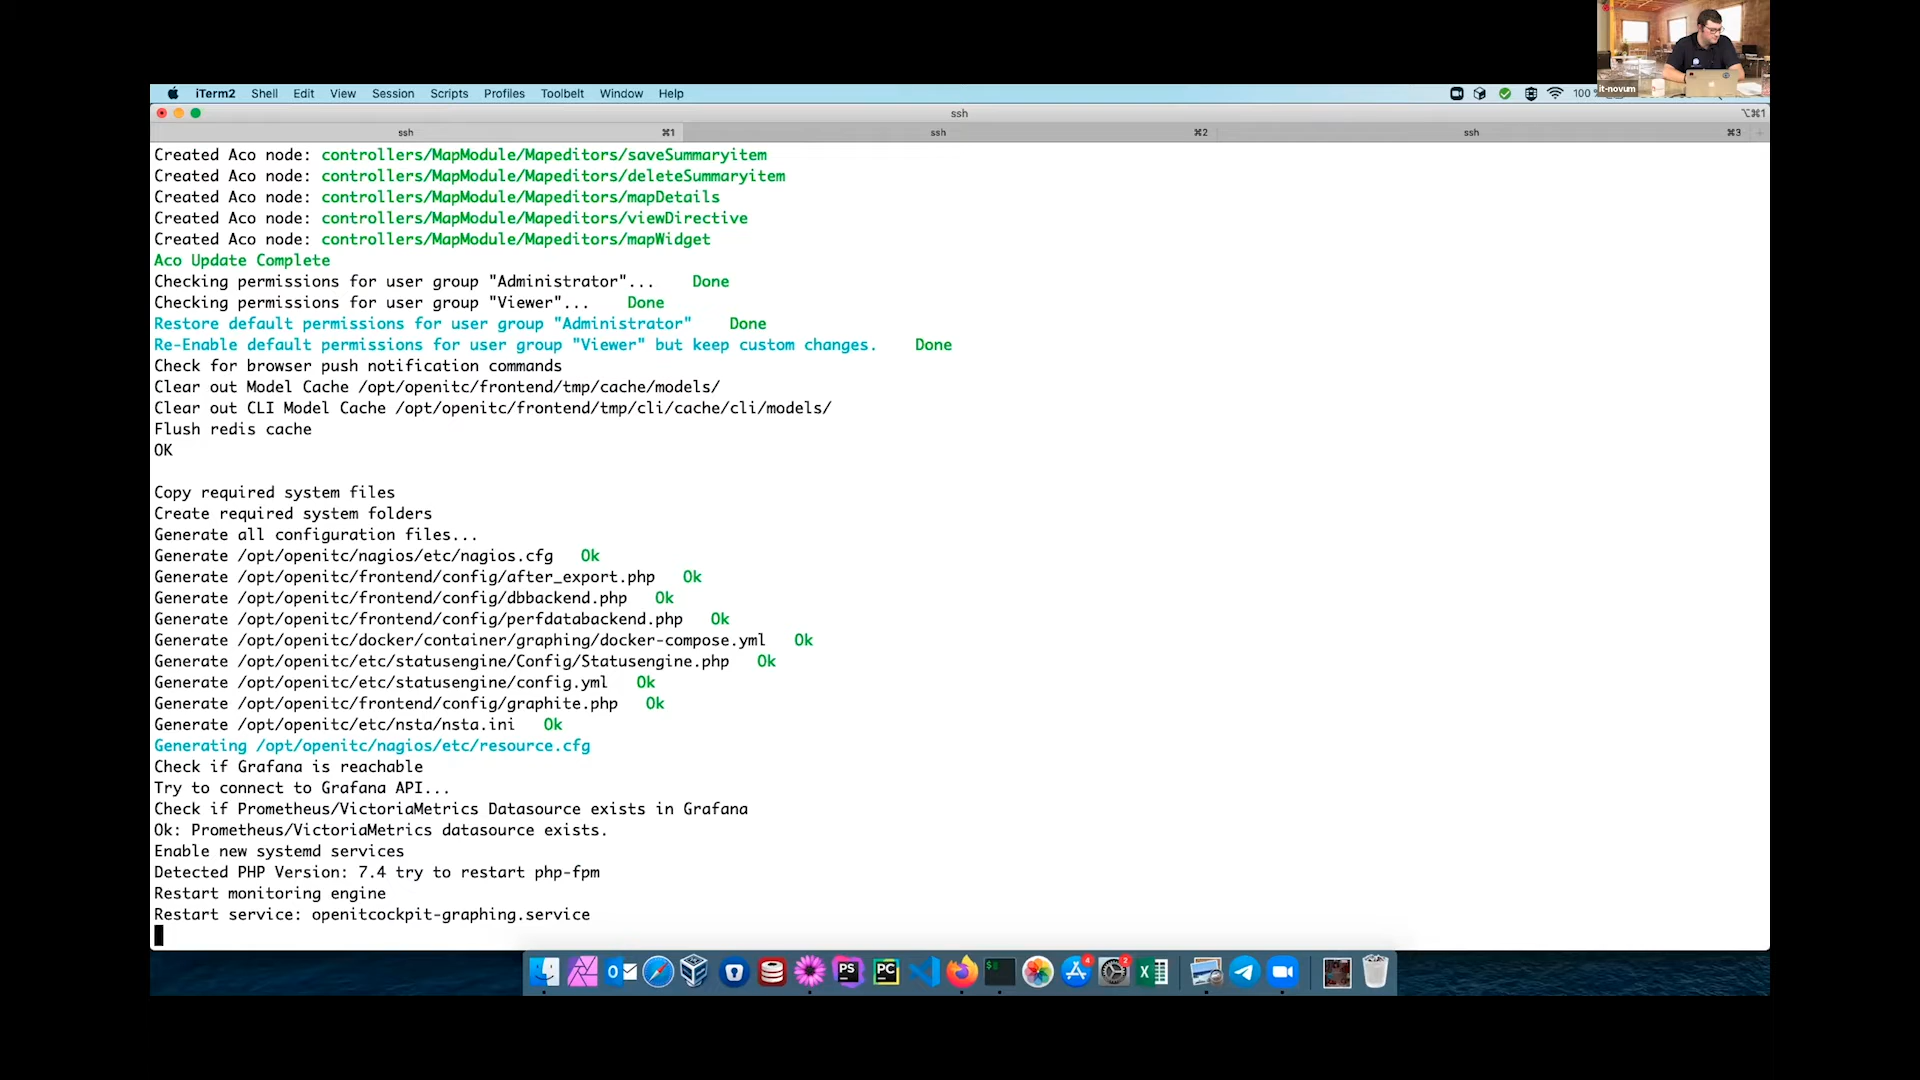 iTerm2 Shell Edit View Session Scripts Profiles Toolbelt Window Help 100
it-novum
ssh ⌥⌘1
ssh ⌘1 ssh ⌘2 ssh ⌘3
Created Aco node: controllers/MapModule/Mapeditors/saveSummaryitem
Created Aco node: controllers/MapModule/Mapeditors/deleteSummaryitem
Created Aco node: controllers/MapModule/Mapeditors/mapDetails
Created Aco node: controllers/MapModule/Mapeditors/viewDirective
Created Aco node: controllers/MapModule/Mapeditors/mapWidget
Aco Update Complete
Checking permissions for user group "Administrator"... Done
Checking permissions for user group "Viewer"... Done
Restore default permissions for user group "Administrator" Done
Re-Enable default permissions for user group "Viewer" but keep custom changes. Done
Check for browser push notification commands
Clear out Model Cache /opt/openitc/frontend/tmp/cache/models/
Clear out CLI Model Cache /opt/openitc/frontend/tmp/cli/cache/cli/models/
Flush redis cache
OK
Copy required system files
Create required system folders
Generate all configuration files...
Generate /opt/openitc/nagios/etc/nagios.cfg Ok
Generate /opt/openitc/frontend/config/after_export.php Ok
Generate /opt/openitc/frontend/config/dbbackend.php Ok
Generate /opt/openitc/frontend/config/perfdatabackend.php Ok
Generate /opt/openitc/docker/container/graphing/docker-compose.yml Ok
Generate /opt/openitc/etc/statusengine/Config/Statusengine.php Ok
Generate /opt/openitc/etc/statusengine/config.yml Ok
Generate /opt/openitc/frontend/config/graphite.php Ok
Generate /opt/openitc/etc/nsta/nsta.ini Ok
Generating /opt/openitc/nagios/etc/resource.cfg
Check if Grafana is reachable
Try to connect to Grafana API...
Check if Prometheus/VictoriaMetrics Datasource exists in Grafana
Ok: Prometheus/VictoriaMetrics datasource exists.
Enable new systemd services
Detected PHP Version: 7.4 try to restart php-fpm
Restart monitoring engine
Restart service: openitcockpit-graphing.service
PS PC 4 2